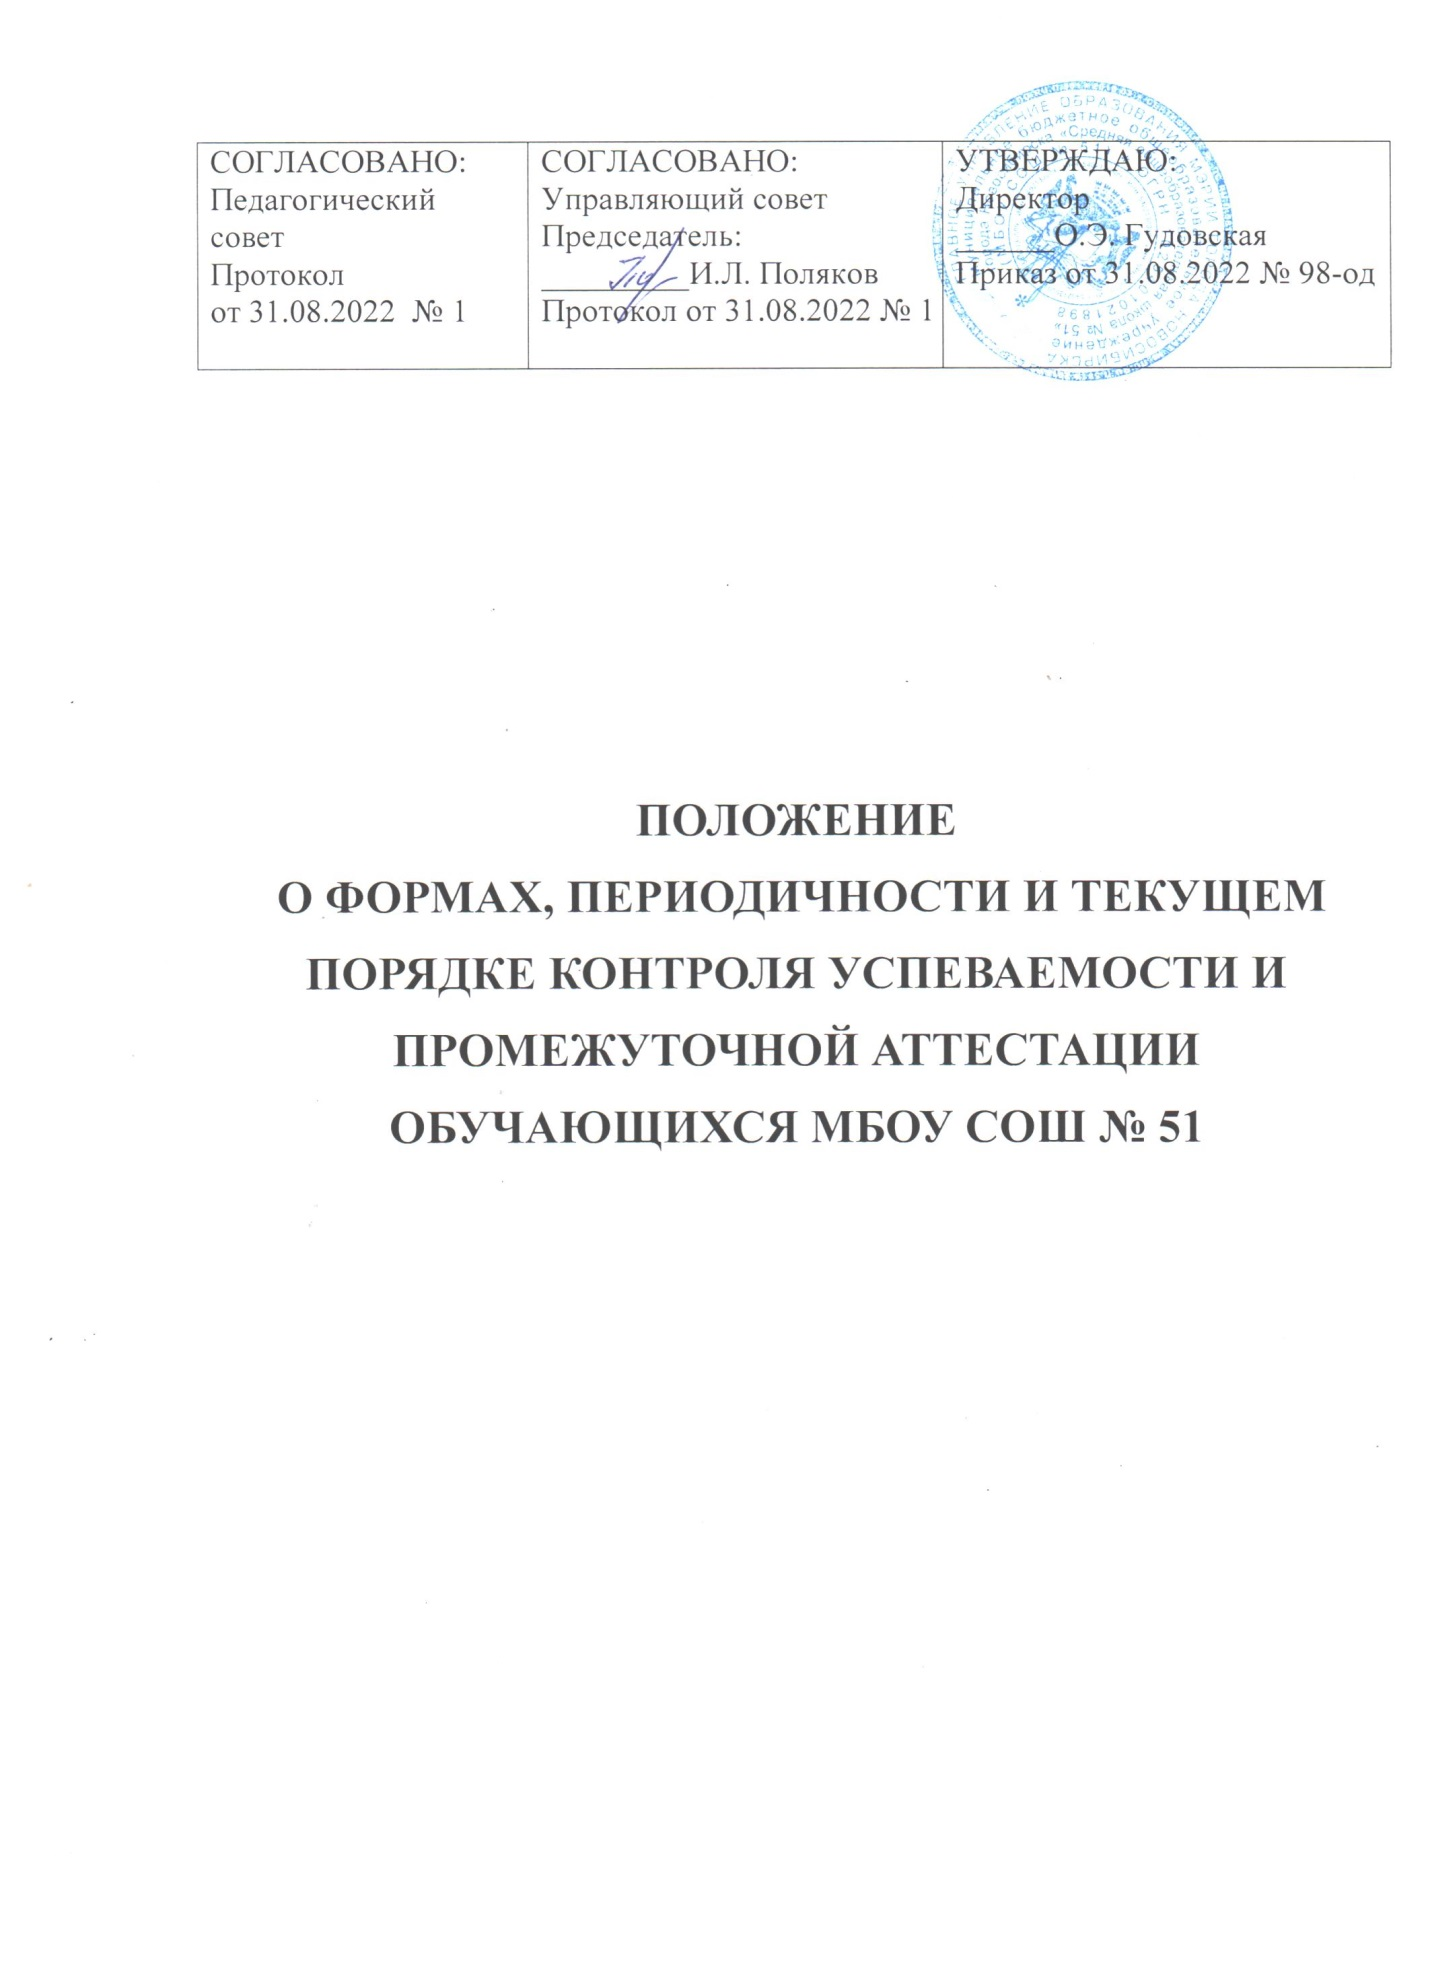 СОГЛАСОВАНО:
Педагогический
совет
Протокол
от 31.08.2022 № 1
СОГЛАСОВАНО:
Управляющий совет
Председатель:
_________И.Л. Поляков
Протокол от 31.08.2022 № 1
УТВЕРЖДАЮ:
Директор
______О.Э. Гудовская
Приказ от 31.08.2022 № 98-од
ПОЛОЖЕНИЕ
О ФОРМАХ, ПЕРИОДИЧНОСТИ И ТЕКУЩЕМ
ПОРЯДКЕ КОНТРОЛЯ УСПЕВАЕМОСТИ И
ПРОМЕЖУТОЧНОЙ АТТЕСТАЦИИ
ОБУЧАЮЩИХСЯ МБОУ СОШ № 51